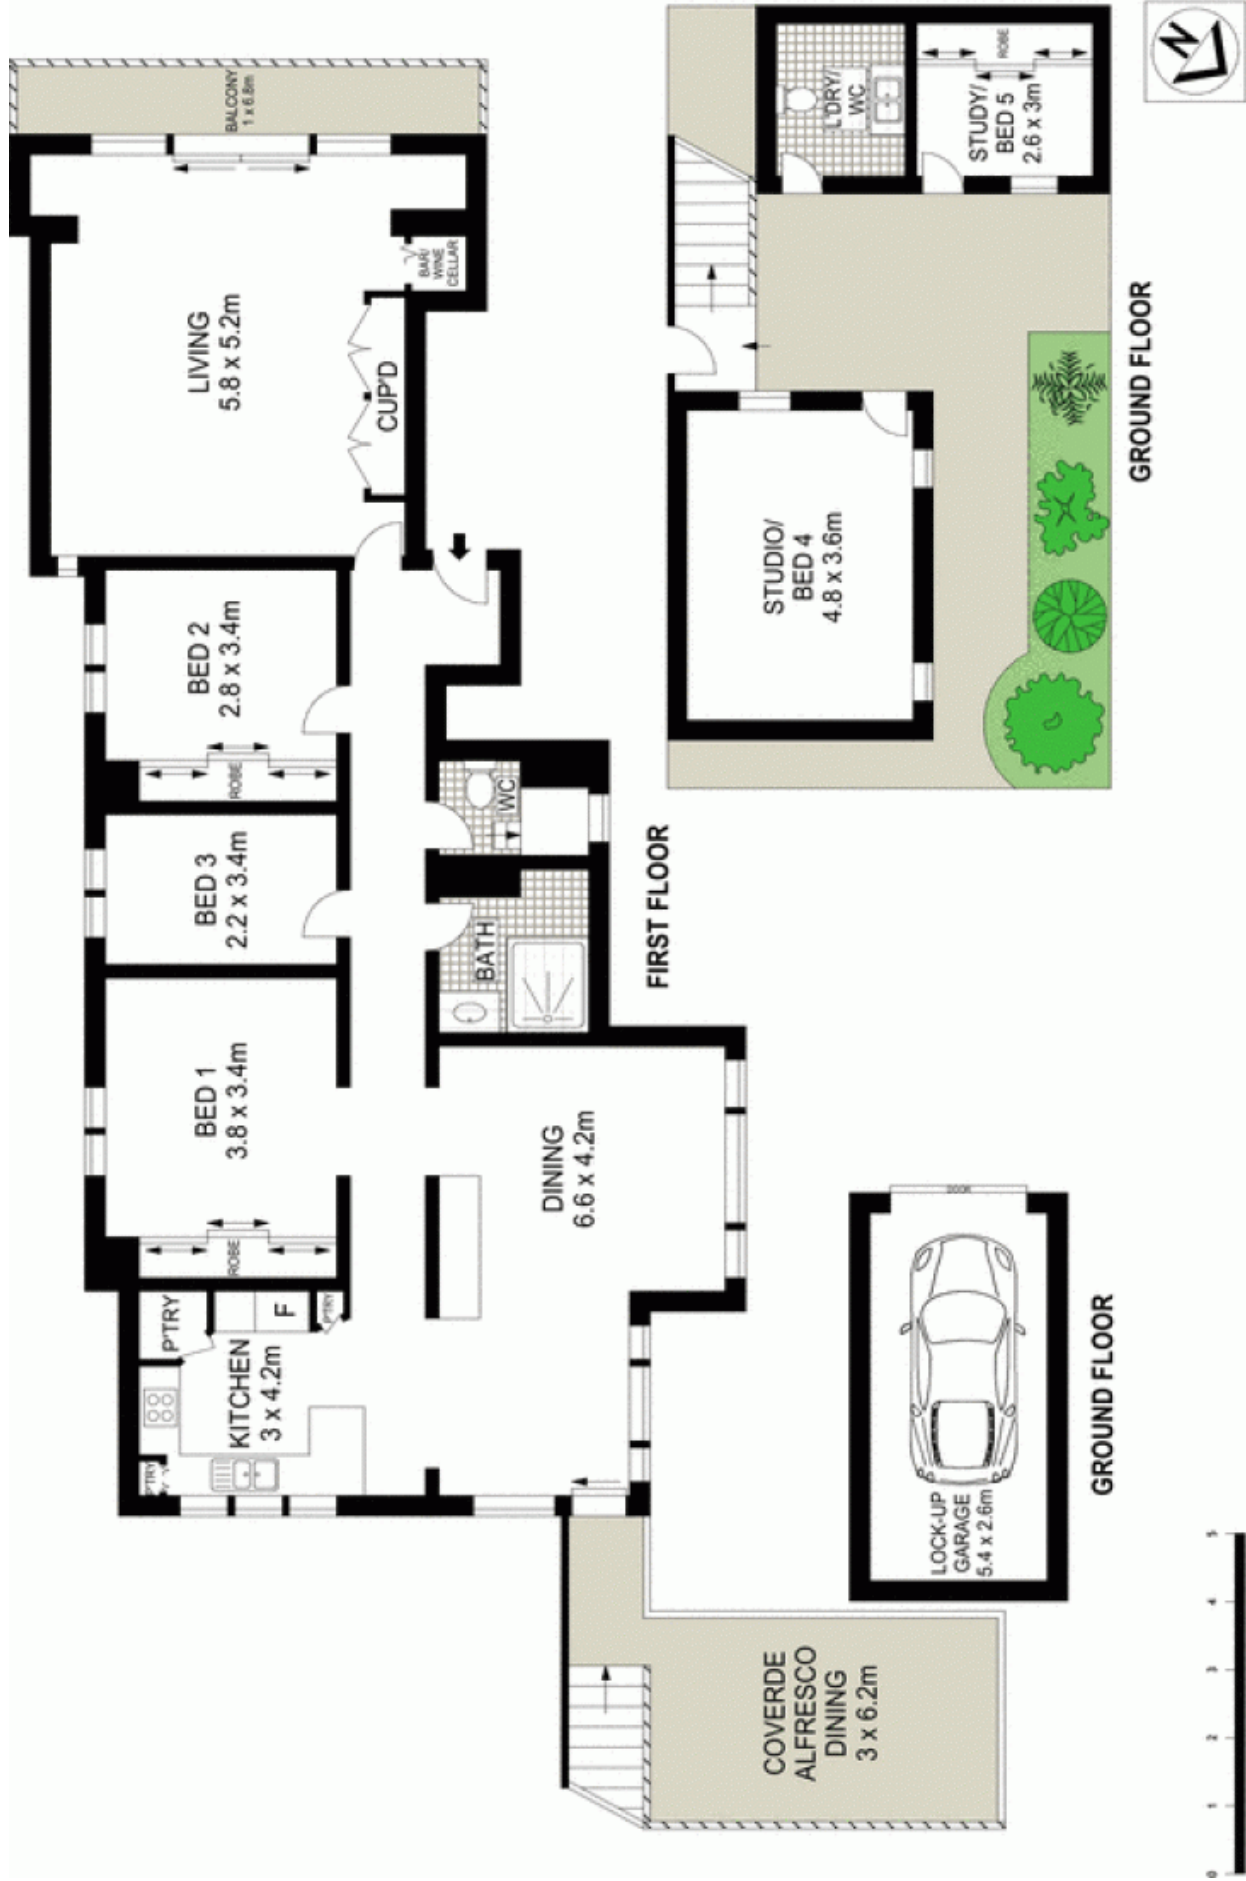 BALCONY
1 x 6.8m
LIVING
5.8 x 5.2m
BAR/
WINE
CELLAR
CUP'D
BED 2
2.8 x 3.4m
ROBE
BED 3
2.2 x 3.4m
WC
BATH
BED 1
3.8 x 3.4m
ROBE
P'TRY
F
P'TRY
KITCHEN
3 x 4.2m
P'TRY
DINING
6.6 x 4.2m
FIRST FLOOR
COVERDE
ALFRESCO
DINING
3 x 6.2m
L'DRY/
WC
ROBE
STUDY/
BED 5
2.6 x 3m
STUDIO/
BED 4
4.8 x 3.6m
GROUND FLOOR
DOOR
LOCK-UP
GARAGE
5.4 x 2.6m
GROUND FLOOR
N
0 1 2 3 4 5